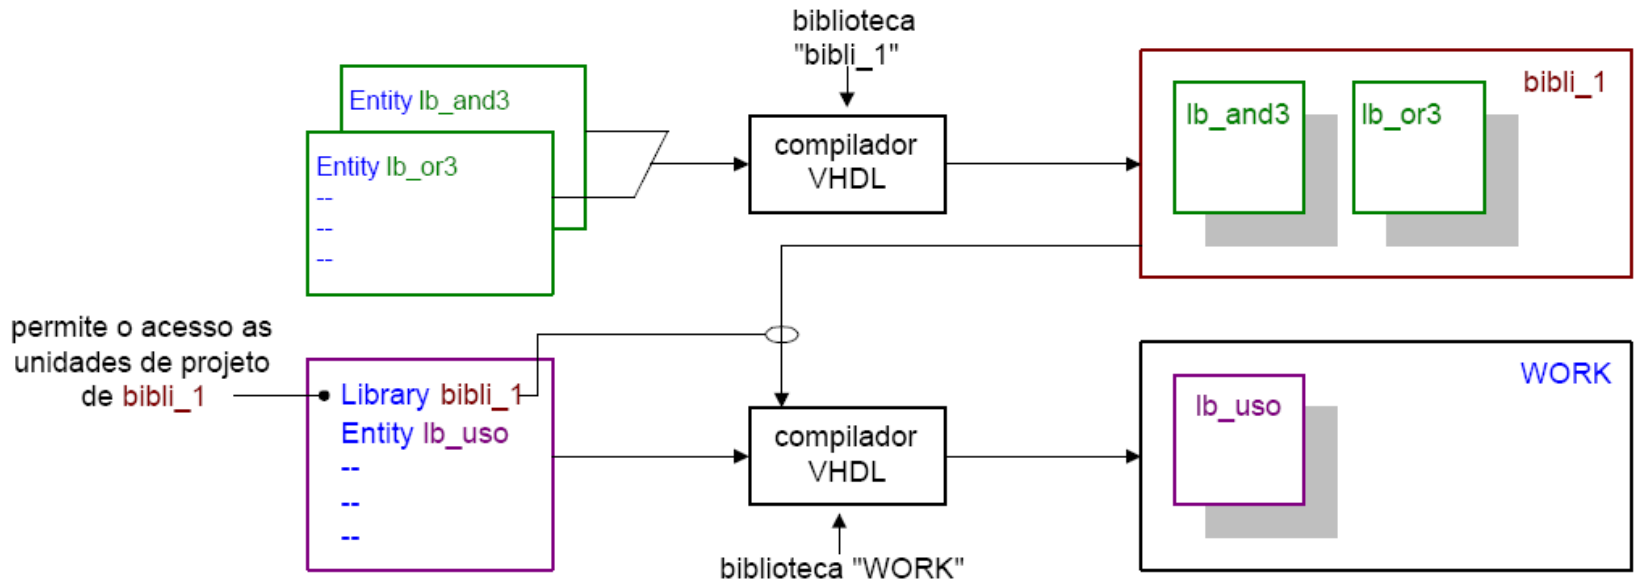 biblioteca
"bibli_1"
Entity lb_and3
Entity lb_or3
--
--
--
compilador
VHDL
bibli_1
lb_and3
lb_or3
permite o acesso as
unidades de projeto
de bibli_1
Library bibli_1
Entity lb_uso
--
--
--
compilador
VHDL
biblioteca "WORK"
WORK
lb_uso